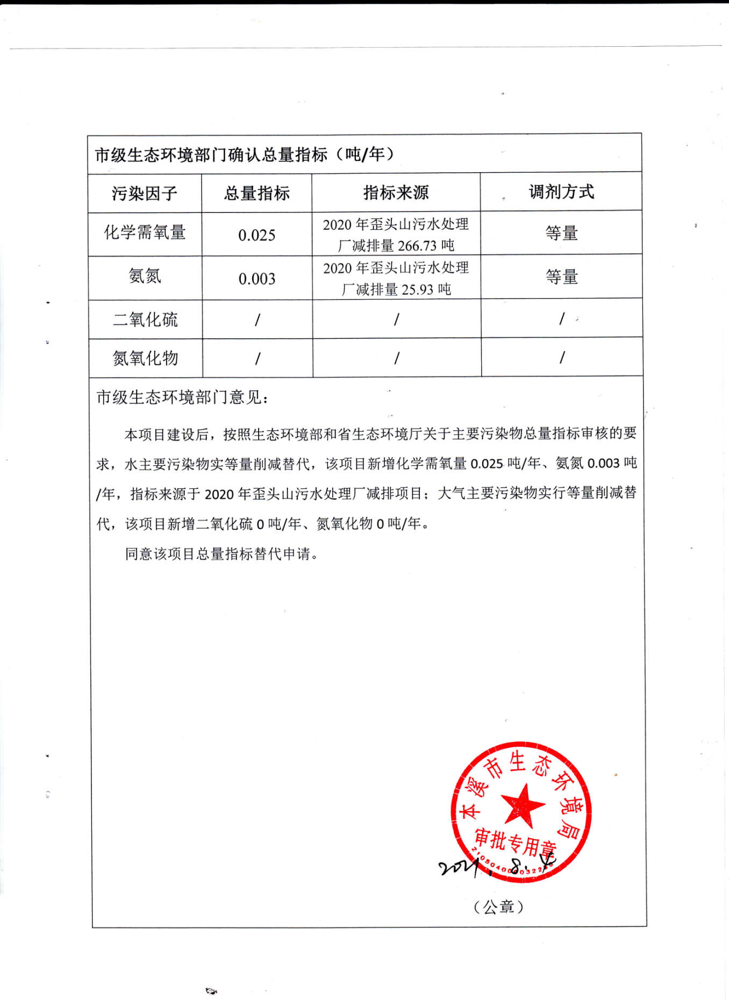 市级生态环境部门确认总量指标（吨/年）
污染因子 总量指标 指标来源 调剂方式
化学需氧量 0.025 2020 年歪头山污水处理
厂减排量 266.73 吨 等量
氨氮 0.003 2020 年歪头山污水处理
厂减排量 25.93 吨 等量
二氧化硫 / / /
氮氧化物 / / /
市级生态环境部门意见：
本项目建设后，按照生态环境部和省生态环境厅关于主要污染物总量指标审核的要
求，水主要污染物实等量削减替代，该项目新增化学需氧量 0.025 吨/年、氨氮 0.003 吨
/年，指标来源于 2020 年歪头山污水处理厂减排项目；大气主要污染物实行等量削减替
代，该项目新增二氧化硫 0 吨/年、氮氧化物 0 吨/年。
同意该项目总量指标替代申请。
本溪市生态环境局
审批专用章
2021.8.4
（公章）